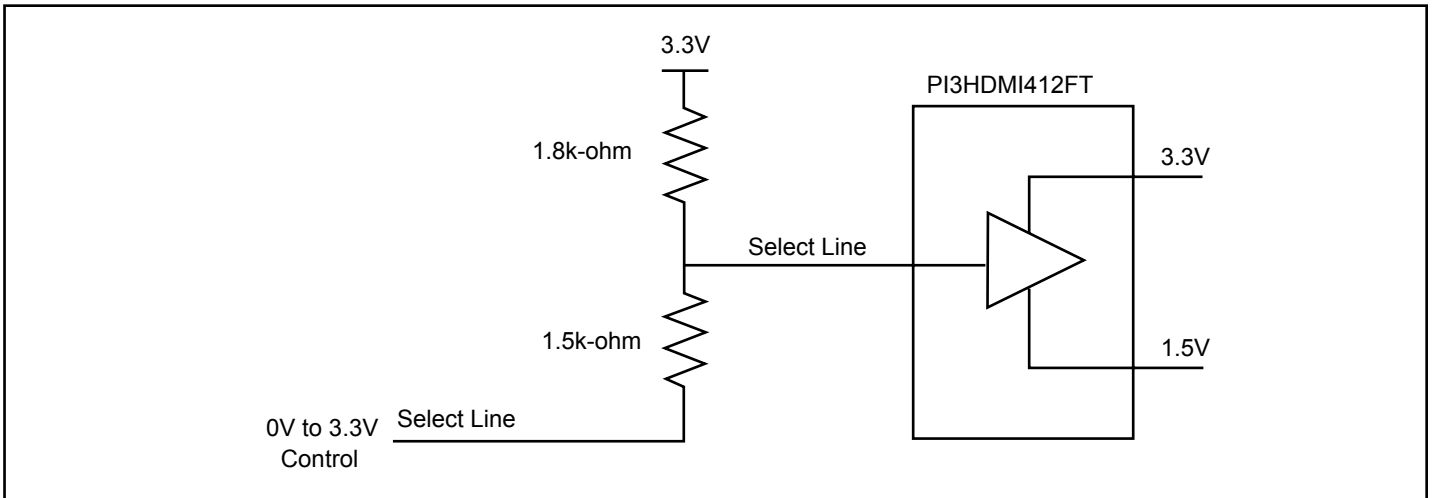 3.3V
PI3HDMI412FT
1.8k-ohm
3.3V
Select Line
1.5k-ohm
1.5V
0V to 3.3V
Control
Select Line